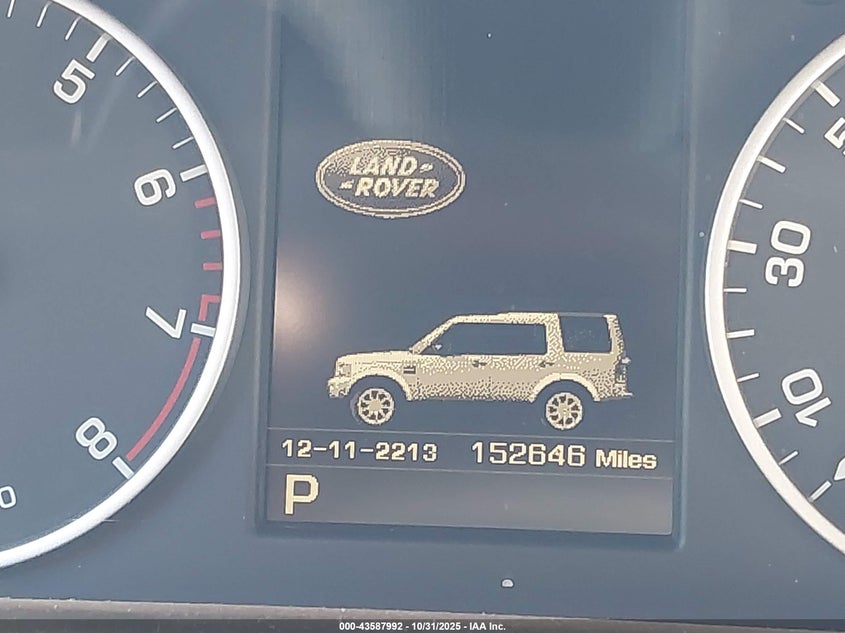 5
6
7
8
LAND
ROVER
30
10
12-11-2213 152646 Miles
P
000-43587992 - 10/31/2025 - IAA Inc.